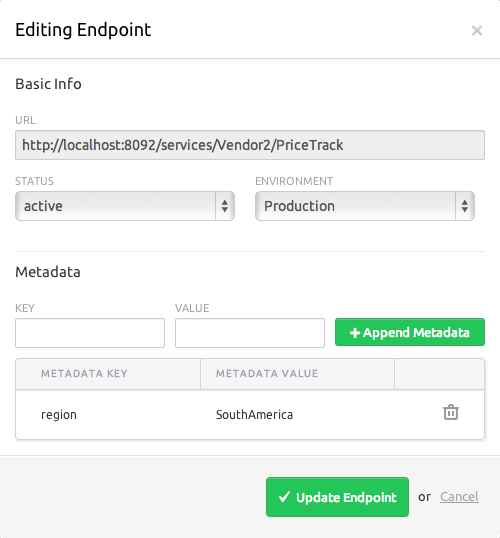 Editing Endpoint ×
Basic Info
URL
http://localhost:8092/services/Vendor2/PriceTrack
STATUS ENVIRONMENT
active Production
Metadata
KEY VALUE
+ Append Metadata
METADATA KEY METADATA VALUE
region SouthAmerica
✓ Update Endpoint or Cancel